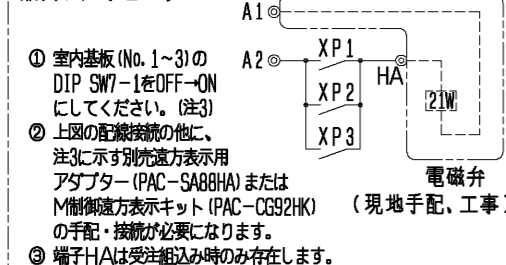 A1
① 室内基板(No. 1~3)の
DIP SW7-1をOFF→ON
にしてください。(注3)
② 上図の配線接続の他に、
注3に示す別売遠方表示用
アダプター(PAC-SA88HA)または
M制御遠方表示キット(PAC-CG92HK)
の手配・接続が必要になります。
③ 端子HAは受注組込み時のみ存在します。
A2
XP1
HA
XP2
21W
XP3
電磁弁
(現地手配、工事)